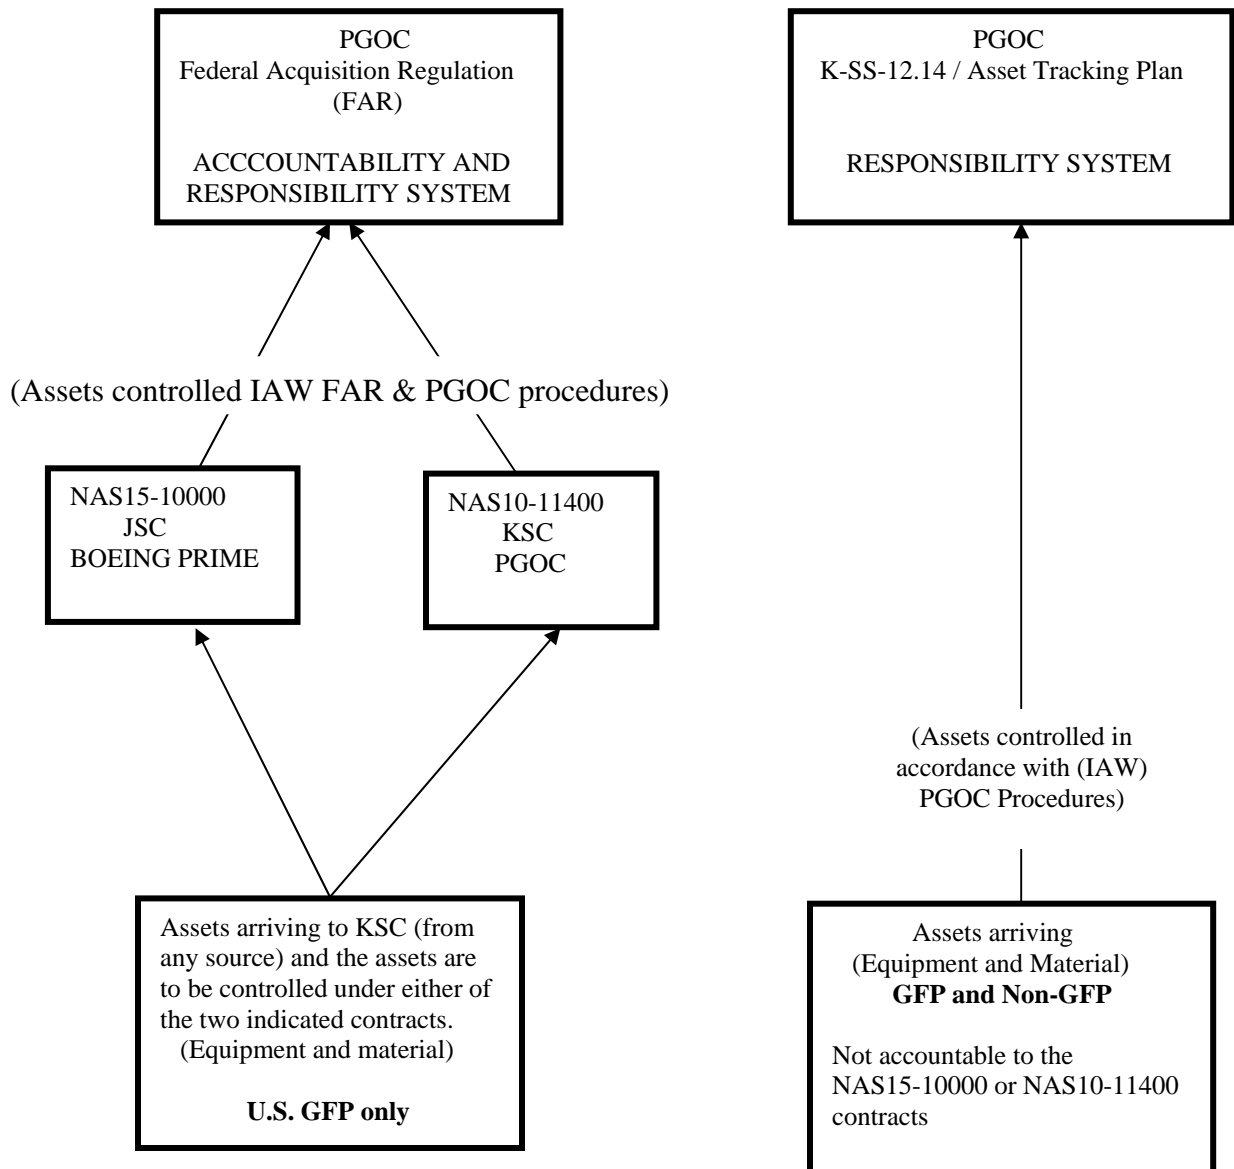 PGOC
Federal Acquisition Regulation
(FAR)
ACCCOUNTABILITY AND
RESPONSIBILITY SYSTEM
PGOC
K-SS-12.14 / Asset Tracking Plan
RESPONSIBILITY SYSTEM
(Assets controlled IAW FAR & PGOC procedures)
NAS15-10000
JSC
BOEING PRIME
NAS10-11400
KSC
PGOC
(Assets controlled in
accordance with (IAW)
PGOC Procedures)
Assets arriving to KSC (from
any source) and the assets are
to be controlled under either of
the two indicated contracts.
(Equipment and material)
U.S. GFP only
Assets arriving
(Equipment and Material)
GFP and Non-GFP
Not accountable to the
NAS15-10000 or NAS10-11400
contracts